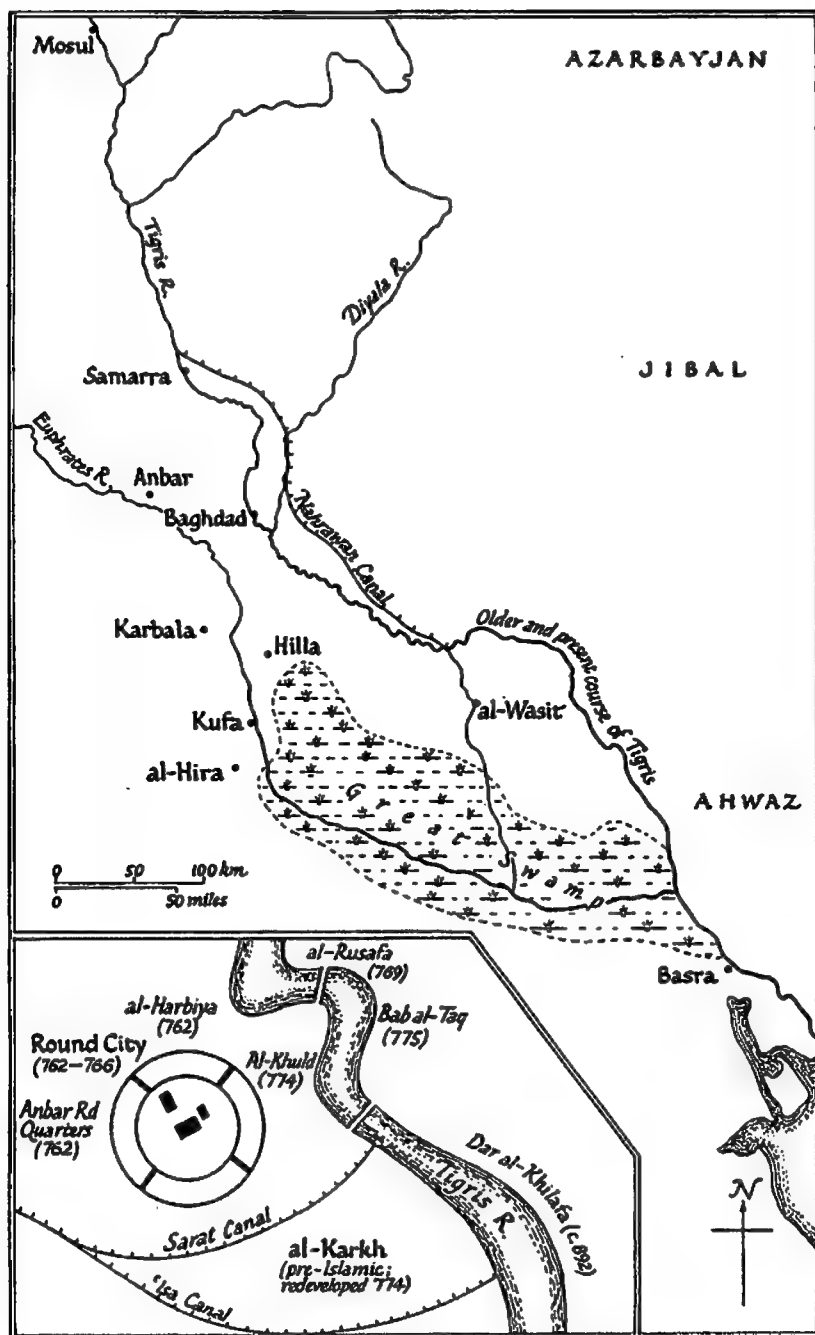 Mosul
AZARBAYJAN
Tigris R.
Diyala R.
Samarra
JIBAL
Euphrates R.
Anbar
Baghdad
Nahrawan Canal
Karbala
Hilla
Older and present course of Tigris
al-Wasit
Kufa
al-Hira
Great Swamp
AHWAZ
0 50 100 km
0 50 miles
Basra
al-Rusafa
(769)
al-Harbiya
(762)
Bab al-Taq
(775)
Round City
(762–766)
Al-Khuld
(774)
Anbar Rd
Quarters
(762)
Dar al-Khilafa (c.892)
Tigris R.
N
Sarat Canal
al-Karkh
(pre-Islamic;
redeveloped 774)
ʿIsa Canal